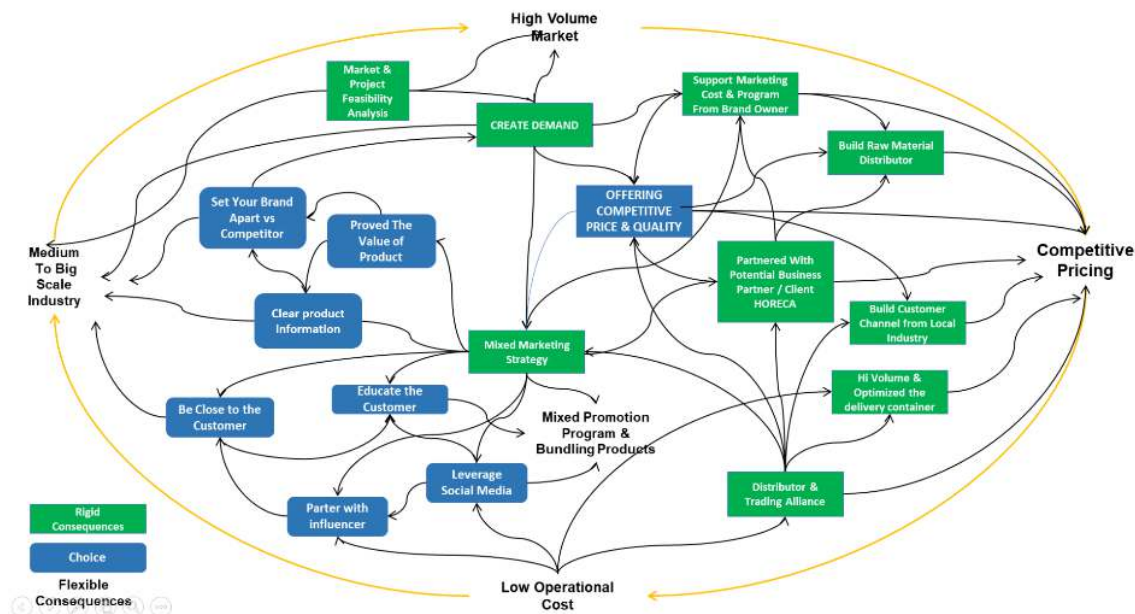 High Volume
Market
Market &
Project
Feasibility
Analysis
CREATE DEMAND
Support Marketing
Cost & Program
From Brand Owner
Build Raw Material
Distributor
Set Your Brand
Apart vs
Competitor
Proved The
Value of
Product
OFFERING
COMPETITIVE
PRICE & QUALITY
Medium
To Big
Scale
Industry
Partnered With
Potential Business
Partner / Client
HORECA
Competitive
Pricing
Clear product
Information
Build Customer
Channel from Local
Industry
Mixed Marketing
Strategy
Educate the
Customer
Hi Volume &
Optimized the
delivery container
Be Close to the
Customer
Mixed Promotion
Program &
Bundling Products
Leverage
Social Media
Distributor &
Trading Alliance
Parter with
influencer
Rigid
Consequences
Choice
Flexible
Consequences
Low Operational
Cost